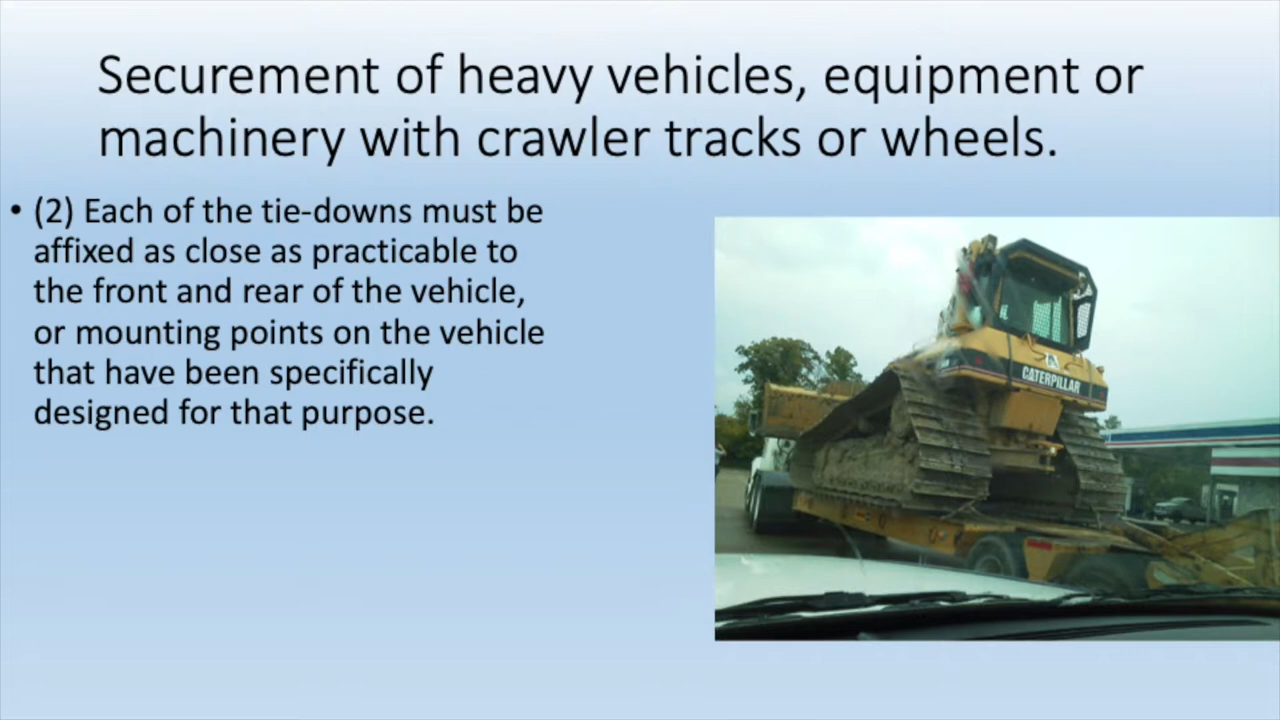 Securement of heavy vehicles, equipment or
machinery with crawler tracks or wheels.
• (2) Each of the tie-downs must be
affixed as close as practicable to
the front and rear of the vehicle,
or mounting points on the vehicle
that have been specifically
designed for that purpose.
CATERPILLAR